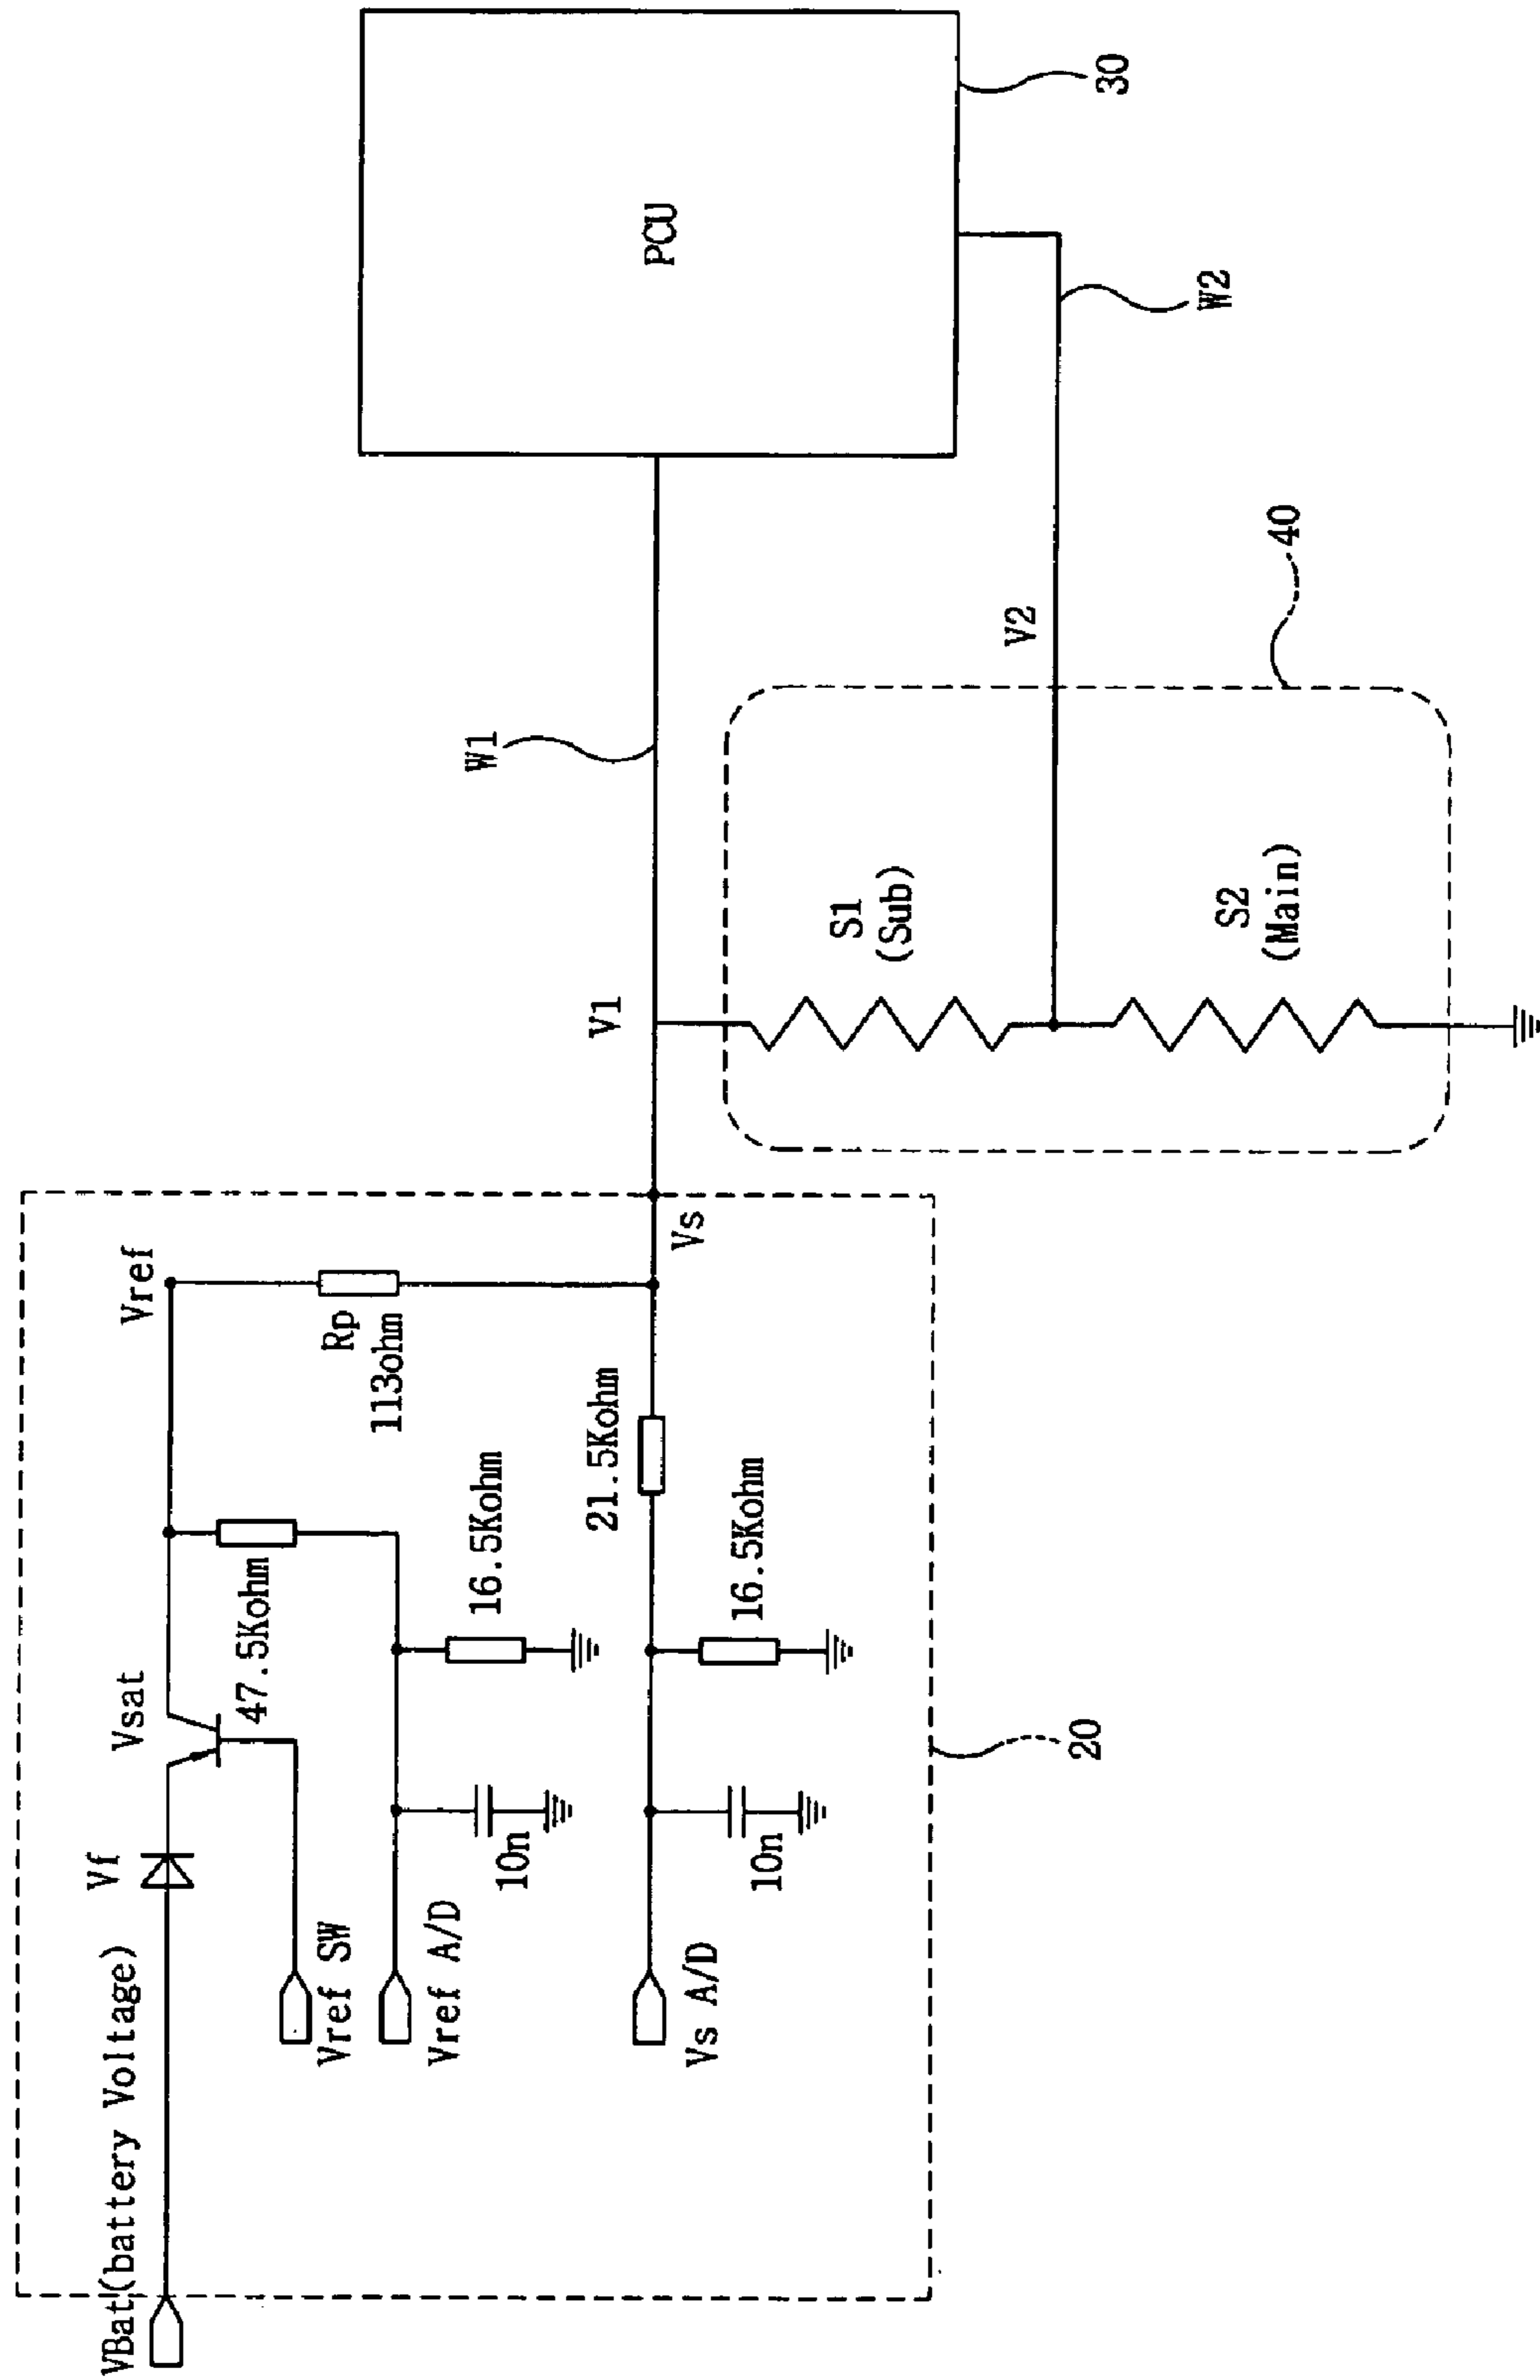 VBat(battery Voltage)
Vf
Vsat
Vref
Vref SW
47.5Kohm
Rp
113ohm
Vref A/D
10n
16.5Kohm
21.5Kohm
Vs
Vs A/D
10n
16.5Kohm
20
V1
W1
PCU
30
S1
(Sub)
V2
W2
S2
(Main)
40